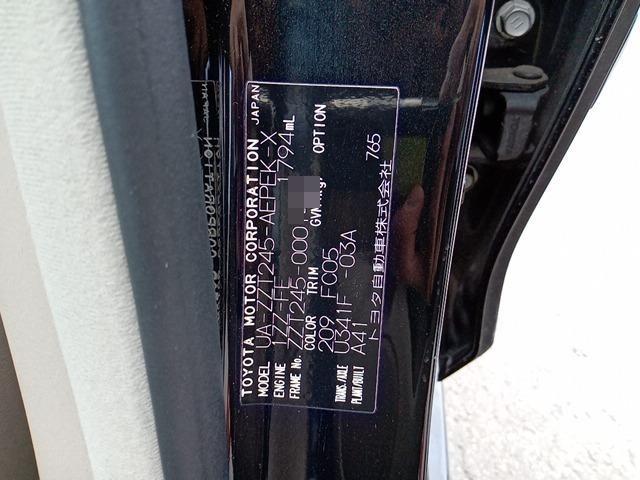 TOYOTA MOTOR CORPORATION JAPAN
MODEL UA-ZZT245-AEPEK-X
ENGINE 1ZZ-FE 1794mL
FRAME No. ZZT245-000
COLOR TRIM OPTION
209 FC05
TRANS./AXLE U341F -03A
PLANT/BUILT A41
トヨタ自動車株式会社 765